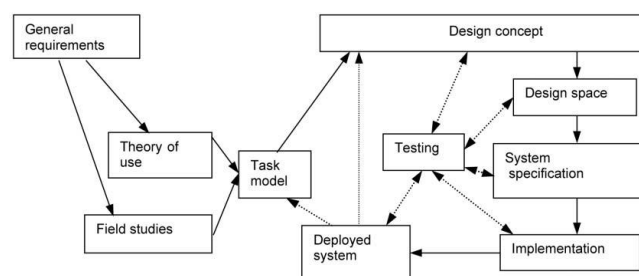 General
requirements
Design concept
Design space
Theory of
use
Testing
Task
model
System
specification
Field studies
Deployed
system
Implementation